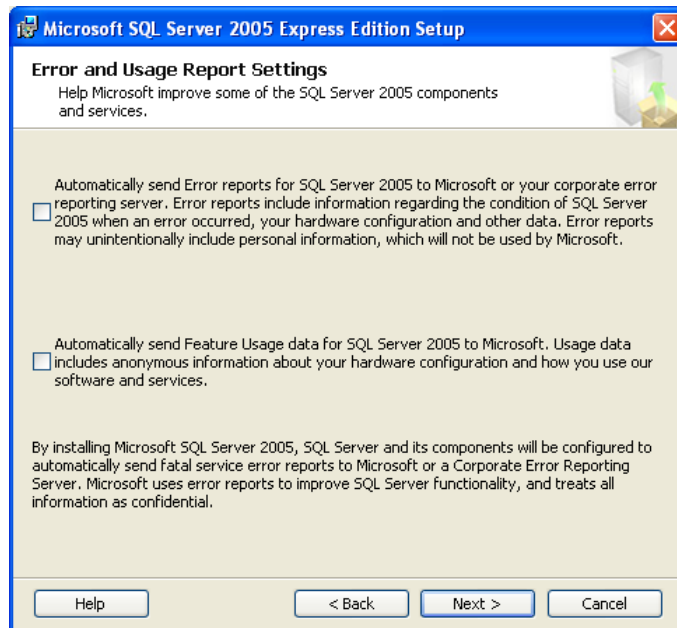 Microsoft SQL Server 2005 Express Edition Setup
Error and Usage Report Settings
Help Microsoft improve some of the SQL Server 2005 components
and services.
Automatically send Error reports for SQL Server 2005 to Microsoft or your corporate error
reporting server. Error reports include information regarding the condition of SQL Server
2005 when an error occurred, your hardware configuration and other data. Error reports
may unintentionally include personal information, which will not be used by Microsoft.
Automatically send Feature Usage data for SQL Server 2005 to Microsoft. Usage data
includes anonymous information about your hardware configuration and how you use our
software and services.
By installing Microsoft SQL Server 2005, SQL Server and its components will be configured to
automatically send fatal service error reports to Microsoft or a Corporate Error Reporting
Server. Microsoft uses error reports to improve SQL Server functionality, and treats all
information as confidential.
Help < Back Next > Cancel